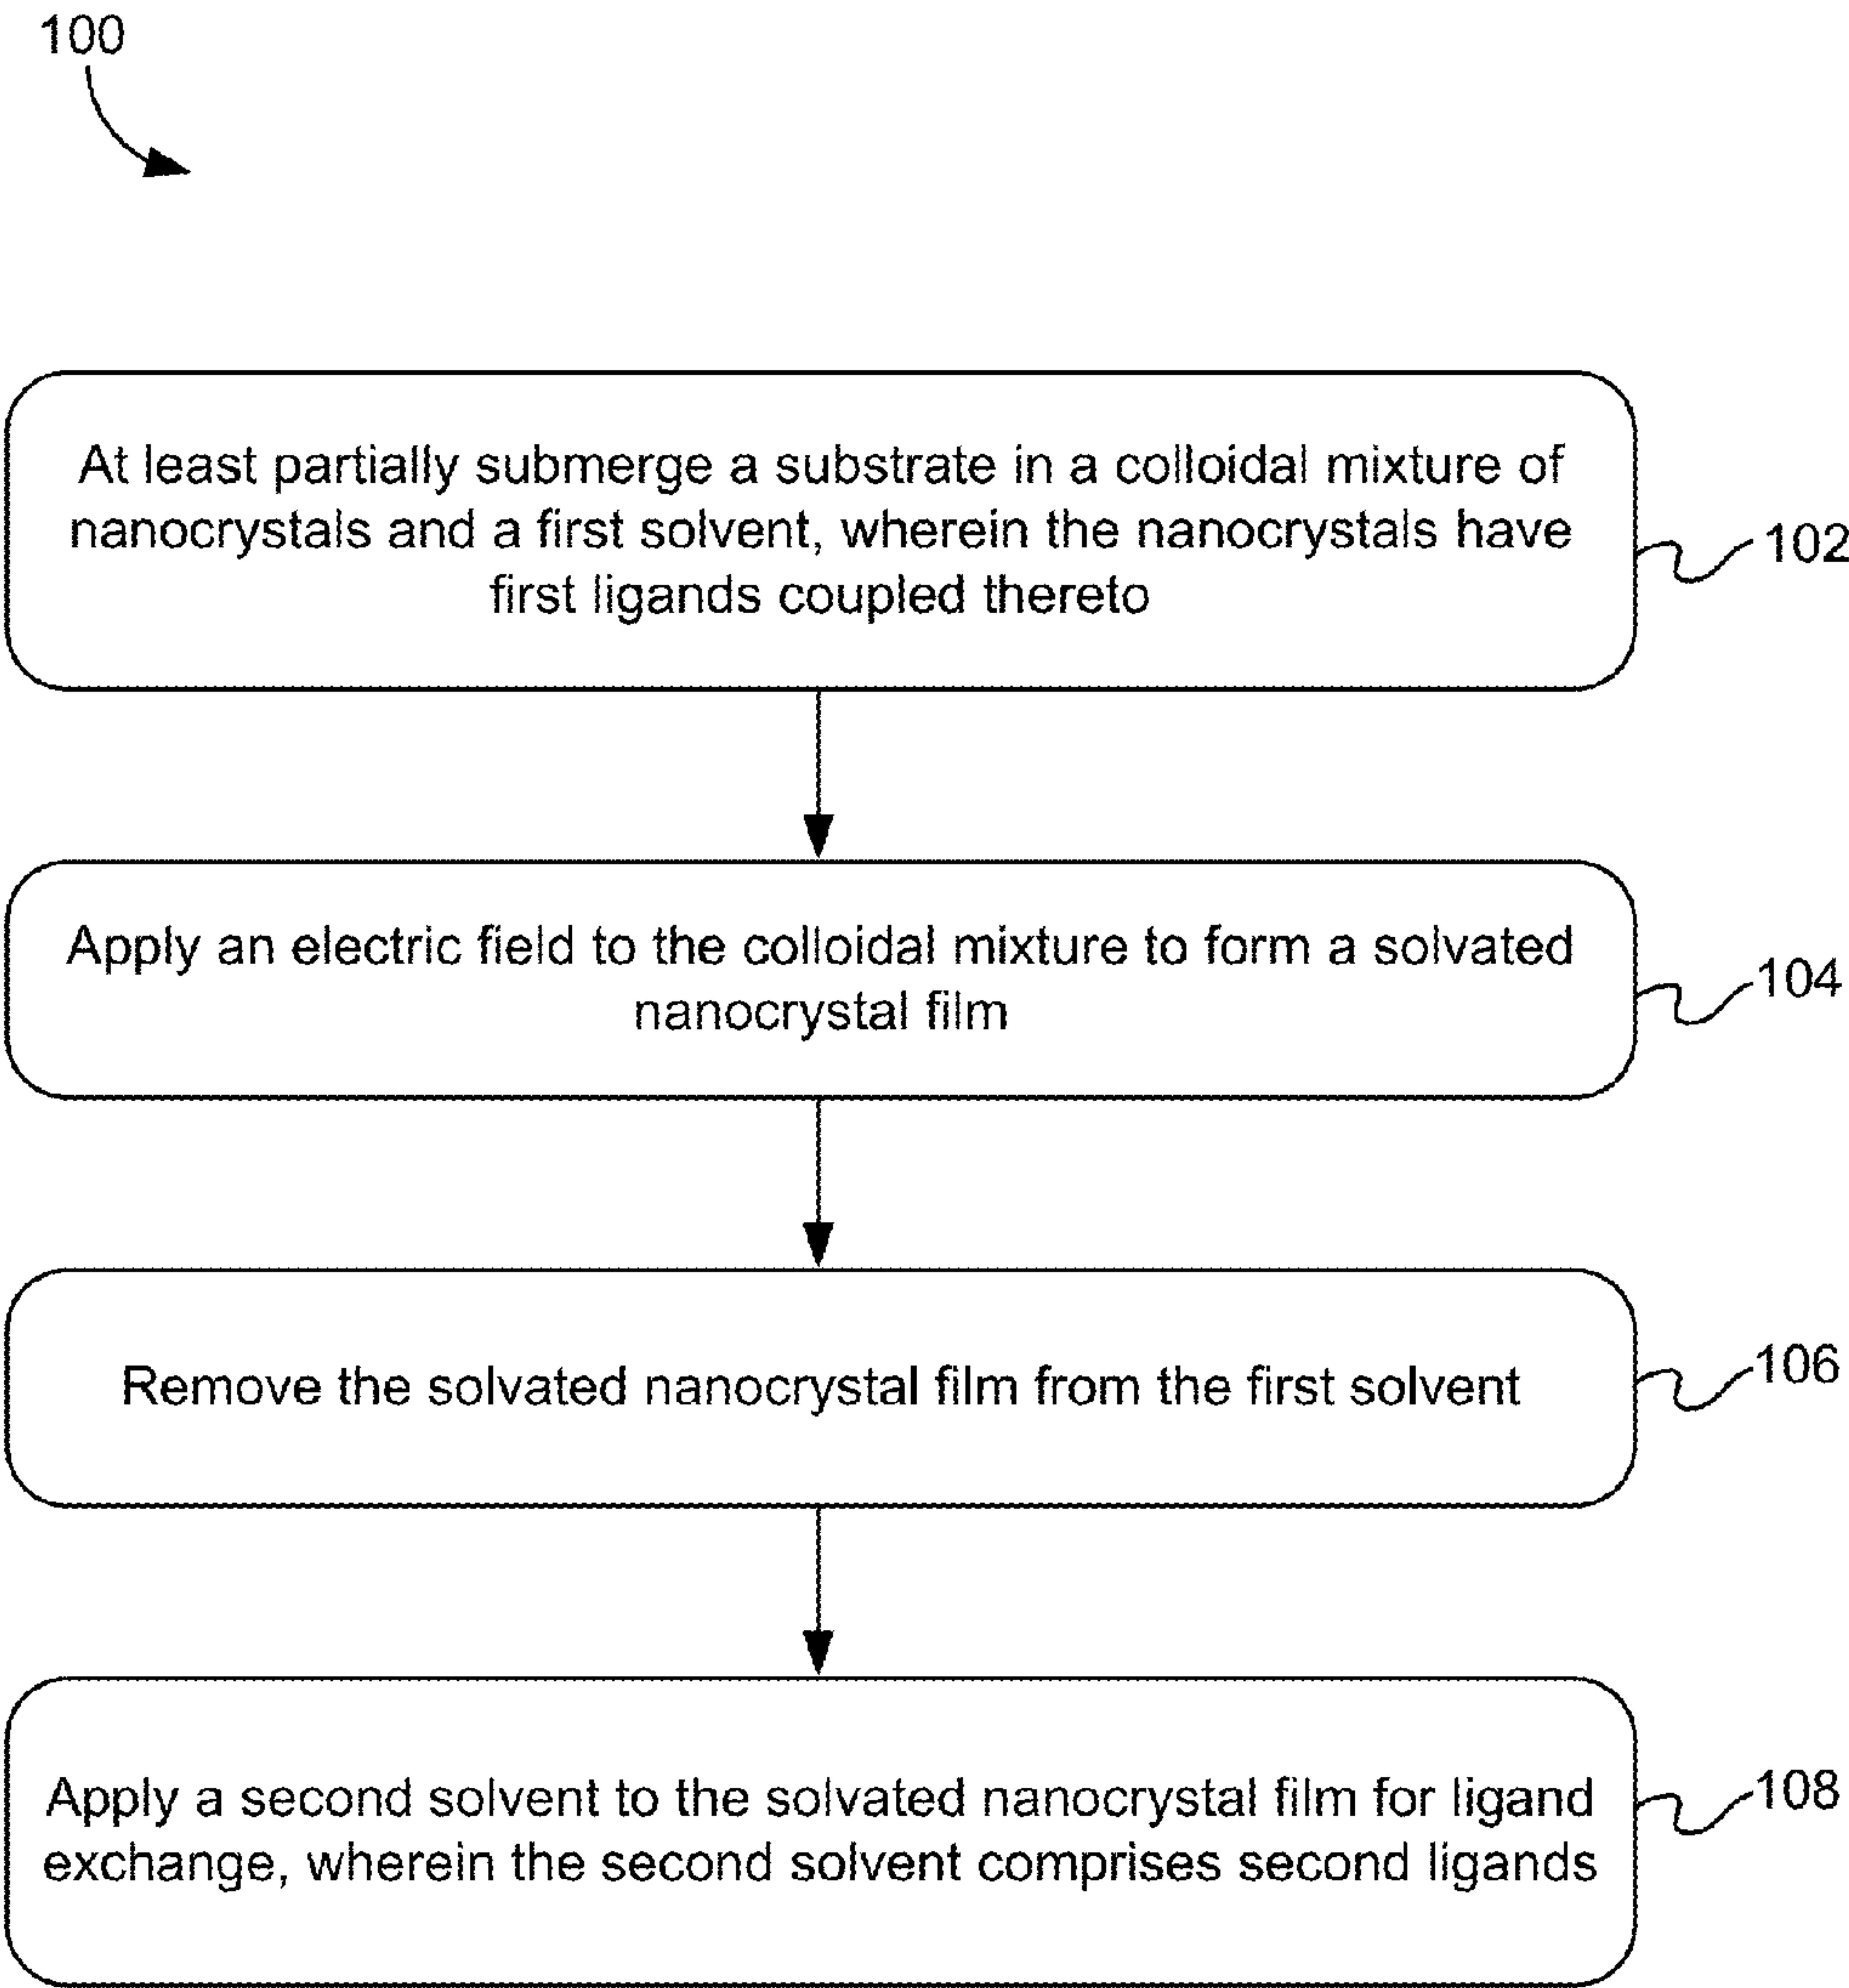 100
At least partially submerge a substrate in a colloidal mixture of
nanocrystals and a first solvent, wherein the nanocrystals have
first ligands coupled thereto
102
Apply an electric field to the colloidal mixture to form a solvated
nanocrystal film
104
Remove the solvated nanocrystal film from the first solvent
106
Apply a second solvent to the solvated nanocrystal film for ligand
exchange, wherein the second solvent comprises second ligands
108